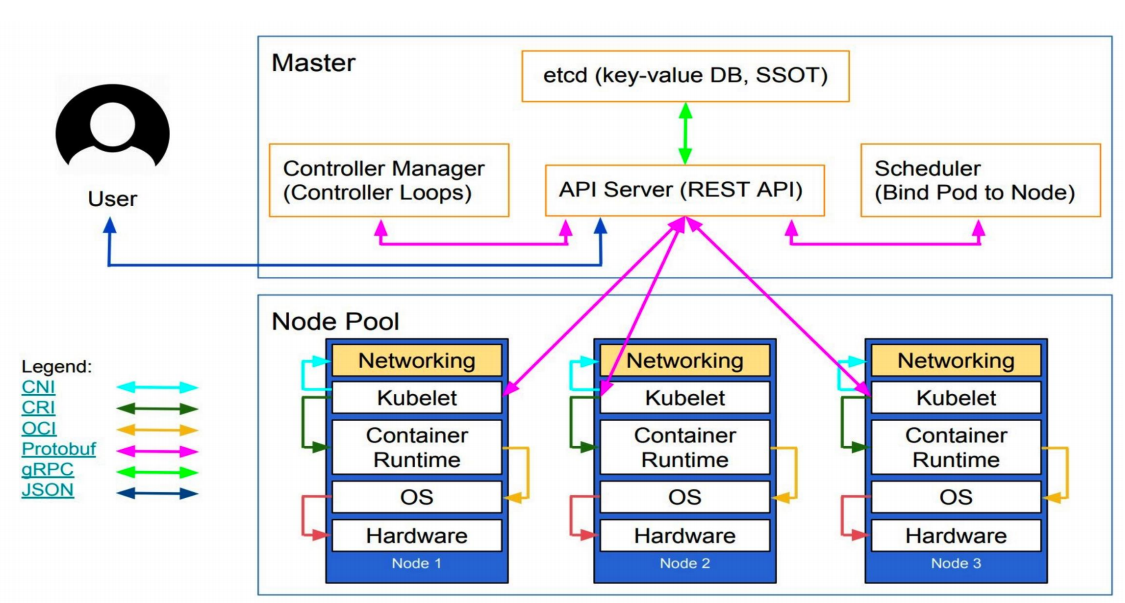 Master
etcd (key-value DB, SSOT)
Controller Manager
(Controller Loops)
API Server (REST API)
Scheduler
(Bind Pod to Node)
User
Node Pool
Networking
Kubelet
Container
Runtime
OS
Hardware
Node 1
Networking
Kubelet
Container
Runtime
OS
Hardware
Node 2
Networking
Kubelet
Container
Runtime
OS
Hardware
Node 3
Legend:
CNI
CRI
OCI
Protobuf
gRPC
JSON